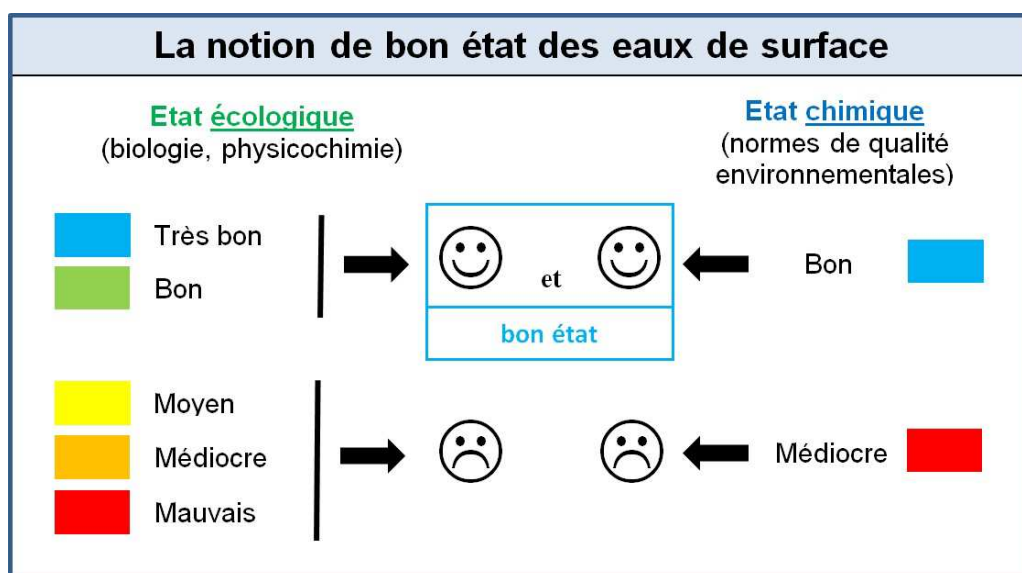 La notion de bon état des eaux de surface
Etat écologique
(biologie, physicochimie)
Etat chimique
(normes de qualité
environnementales)
Très bon
Bon
et
bon état
Bon
Moyen
Médiocre
Mauvais
Médiocre